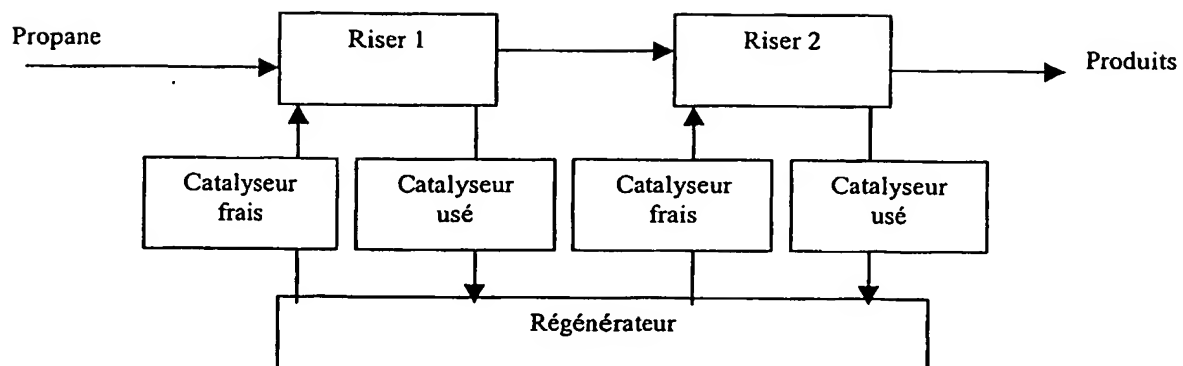 Propane
Riser 1
Riser 2
Produits
Catalyseur
frais
Catalyseur
usé
Catalyseur
frais
Catalyseur
usé
Régénérateur